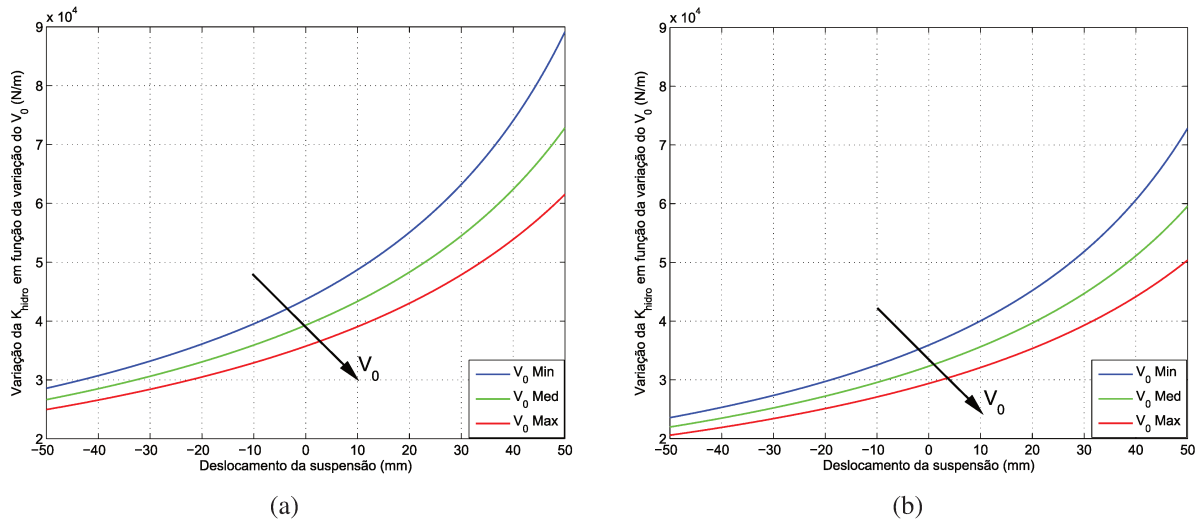 x 10⁴
9
8
7
6
5
4
3
2
Variação da K_hidro em função da variação do V_0 (N/m)
−50 −40 −30 −20 −10 0 10 20 30 40 50
Deslocamento da suspensão (mm)
V_0
V_0 Min
V_0 Med
V_0 Max
(a)
x 10⁴
9
8
7
6
5
4
3
2
Variação da K_hidro em função da variação do V_0 (N/m)
−50 −40 −30 −20 −10 0 10 20 30 40 50
Deslocamento da suspensão (mm)
V_0
V_0 Min
V_0 Med
V_0 Max
(b)